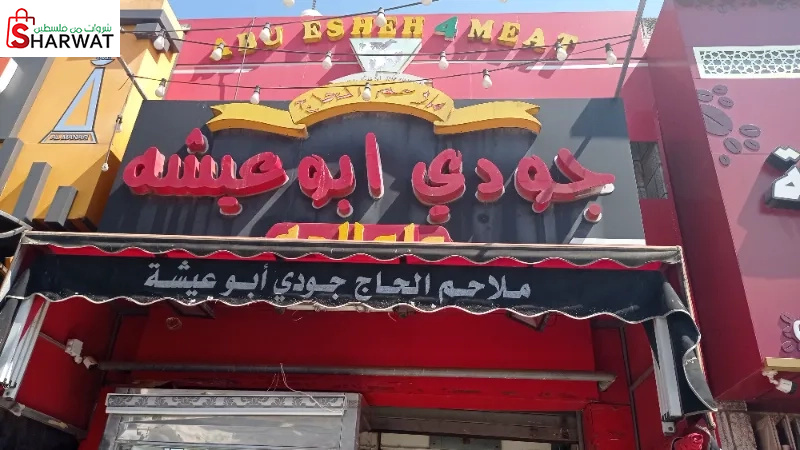 شروات من فلسطين
SHARWAT
ABU ESHEH 4 MEAT
ملاحم الحاج
جودي ابو عيشه
ملاحم الحاج جودي أبو عيشة